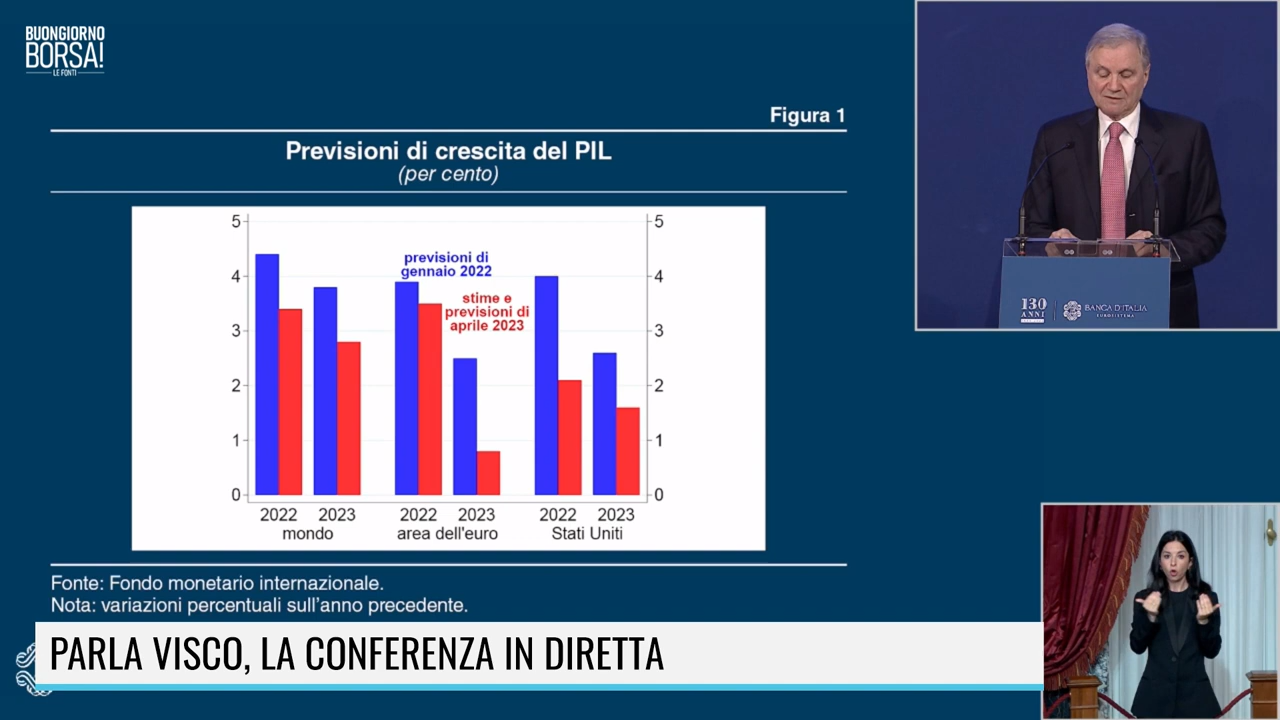 BUONGIORNO
BORSA!
LE FONTI
Figura 1
Previsioni di crescita del PIL
(per cento)
5
5
previsioni di
gennaio 2022
4
4
stime e
previsioni di
aprile 2023
3
3
2
2
1
1
0
0
2022 2023 2022 2023 2022 2023
mondo area dell'euro Stati Uniti
Fonte: Fondo monetario internazionale.
Nota: variazioni percentuali sull'anno precedente.
130
ANNI
BANCA D'ITALIA
EUROSISTEMA
PARLA VISCO, LA CONFERENZA IN DIRETTA